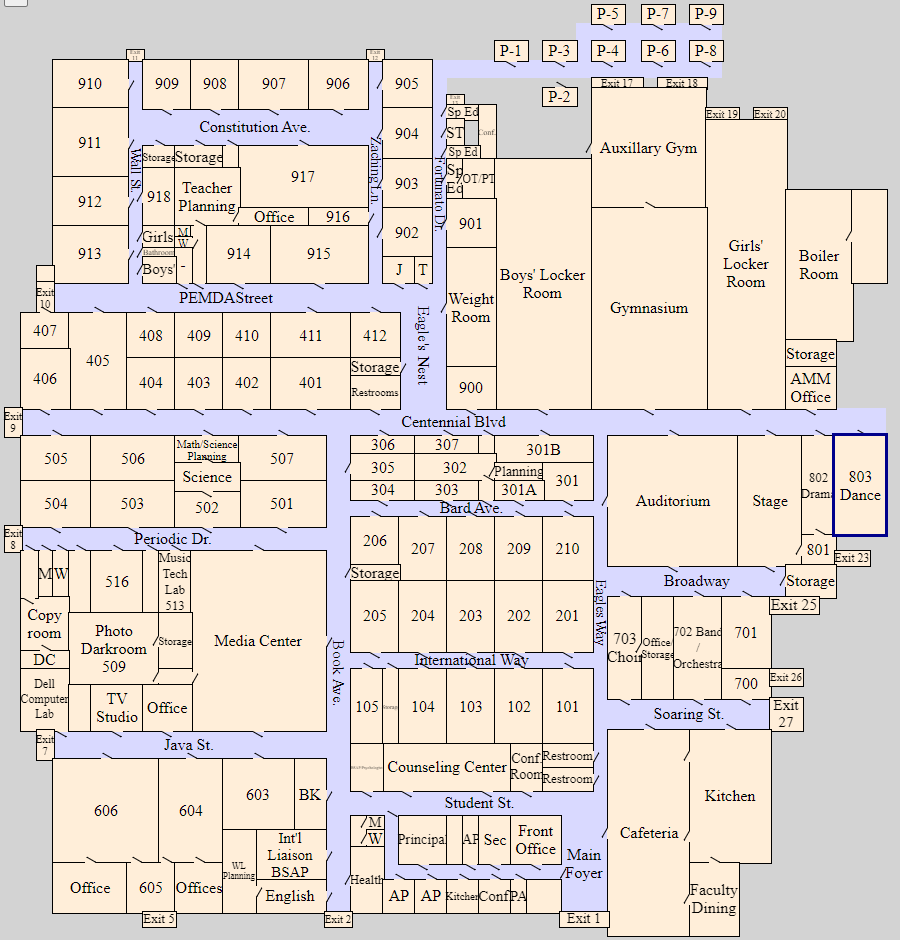 P-5 P-7 P-9
P-1 P-3 P-4 P-6 P-8
Exit 11
Exit 12
910 909 908 907 906 905
Exit 17 Exit 18
P-2
Sp Ed
Exit 19 Exit 20
Constitution Ave.
911
904
ST
Conf.
Auxillary Gym
Wall St.
Storage Storage
Zaching Ln.
Fortunato Dr.
Sp Ed
917
Sp Ed
OT/PT
912
918
Teacher
Planning
903
Office 916
901
902
Girls
M
W
913
Bathroom
914 915
Boys'
-
J T
Boys' Locker
Room
Girls'
Locker
Room
Boiler
Room
Exit
10
PEMDAStreet
Weight
Room
Gymnasium
Eagle's Nest
407 405 408 409 410 411 412
Storage
Storage
406 404 403 402 401
Restrooms
900
AMM
Office
Exit
9
Centennial Blvd
505 506
Math/Science
Planning
507
306 307 301B
305 302
Planning
301
Science
304 303 301A
504 503 502 501
Auditorium Stage
802
Drama
803
Dance
Bard Ave.
Exit
8
Periodic Dr.
206 207 208 209 210
801
Exit 23
M W
516
Music
Tech
Lab
513
Storage
Eagles Way
Broadway
Storage
Exit 25
Copy
room
Photo
Darkroom
509
Storage
Media Center
205 204 203 202 201
703
Choir
Office/
Storage
702 Band
/
Orchestra
701
DC
Book Ave.
International Way
Dell
Computer
Lab
TV
Studio
Office
105
Storage
104 103 102 101
700
Exit 26
Exit
27
Soaring St.
Exit
7
Java St.
Counseling Center
Conf
Room
Restroom
Restroom
606 604 603 BK
Student St.
Kitchen
M
W
Principal
AP
Sec
Front
Office
Cafeteria
Int'l
Liaison
BSAP
WL
Planning
Main
Foyer
Health
Office 605 Offices
English
AP AP
Kitchen
Conf
PA
Faculty
Dining
Exit 5
Exit 2
Exit 1